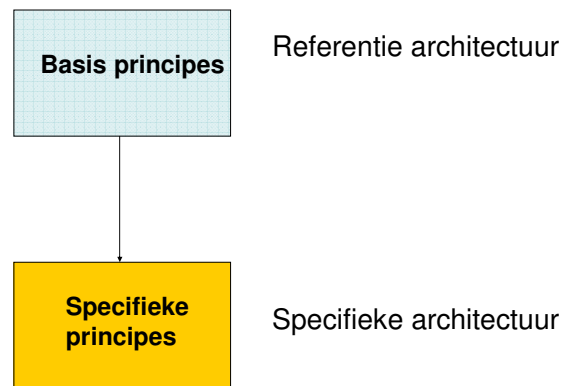 Referentie architectuur
Basis principes
Specifieke
principes
Specifieke architectuur